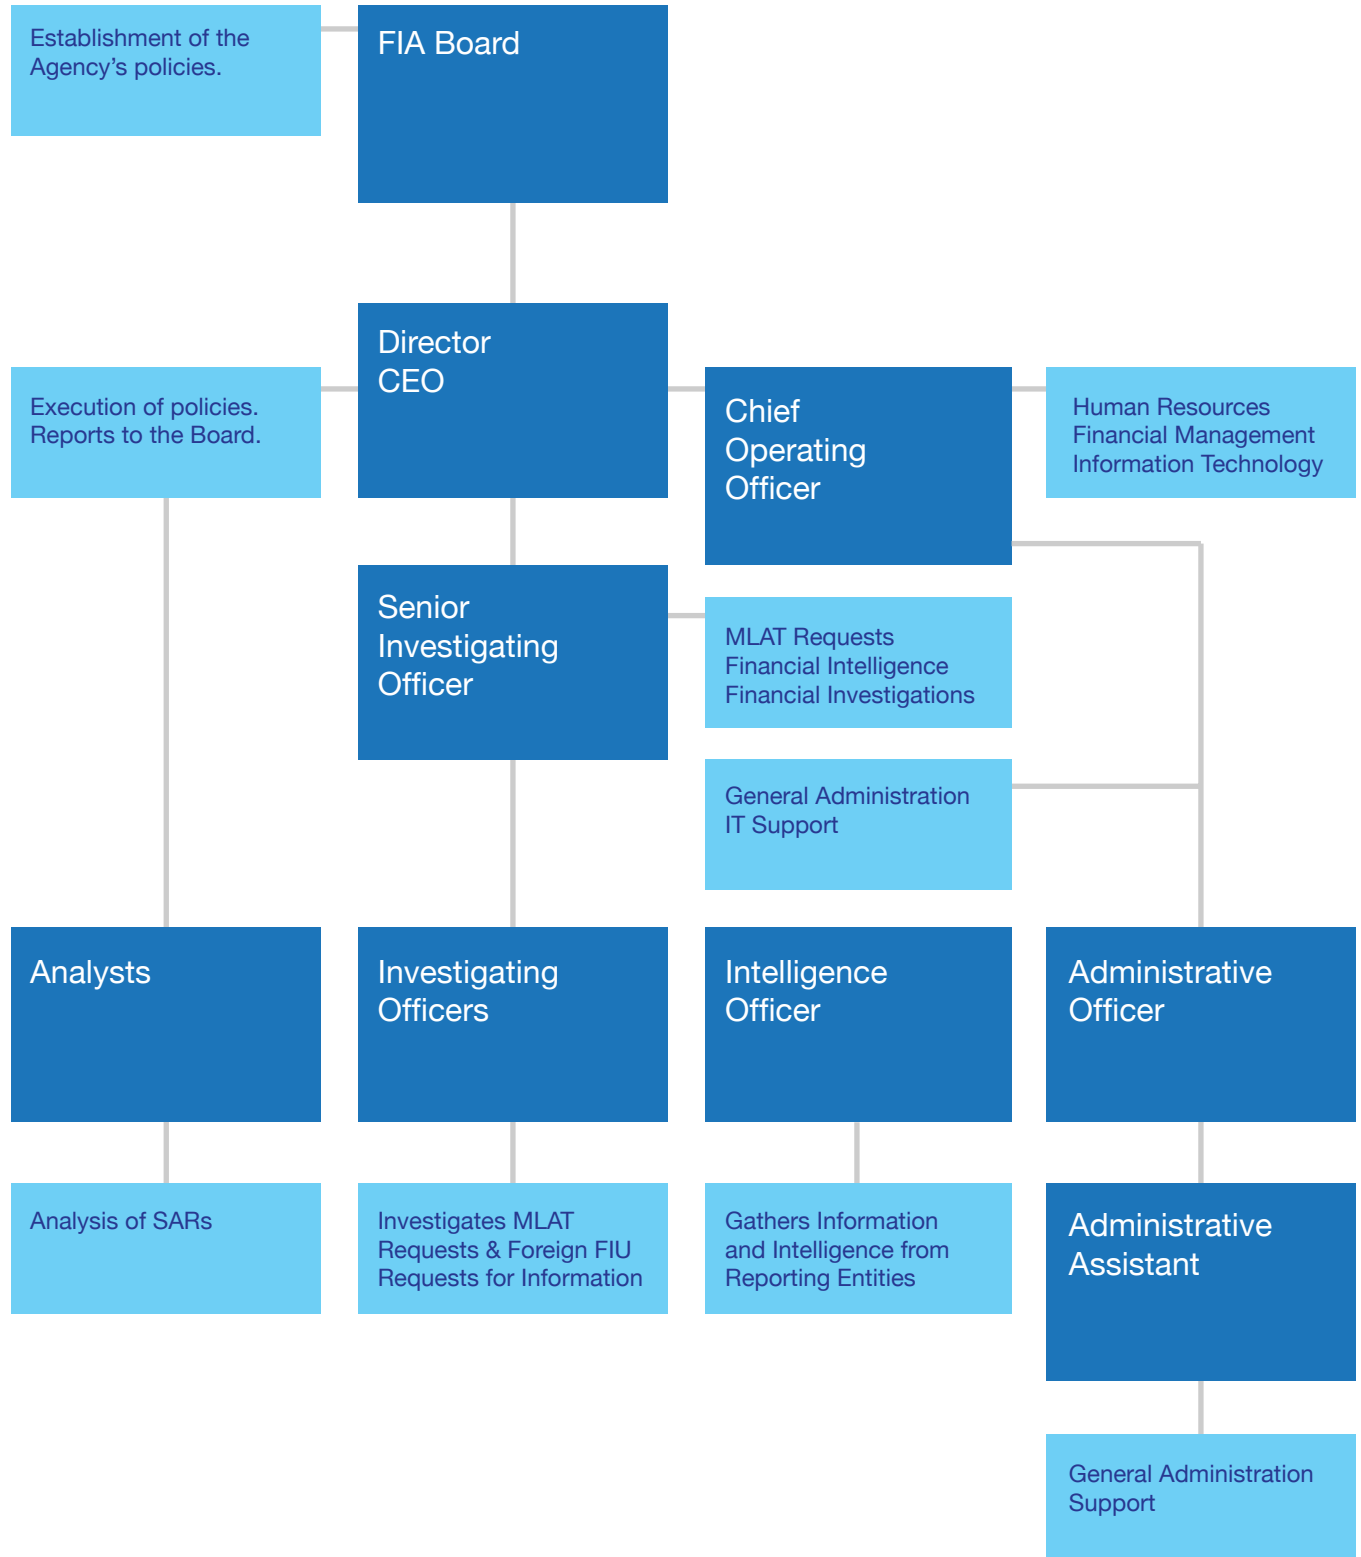 Establishment of the
Agency’s policies.
FIA Board
Director
CEO
Execution of policies.
Reports to the Board.
Chief
Operating
Officer
Human Resources
Financial Management
Information Technology
Senior
Investigating
Officer
MLAT Requests
Financial Intelligence
Financial Investigations
General Administration
IT Support
Analysts
Investigating
Officers
Intelligence
Officer
Administrative
Officer
Analysis of SARs
Investigates MLAT
Requests & Foreign FIU
Requests for Information
Gathers Information
and Intelligence from
Reporting Entities
Administrative
Assistant
General Administration
Support